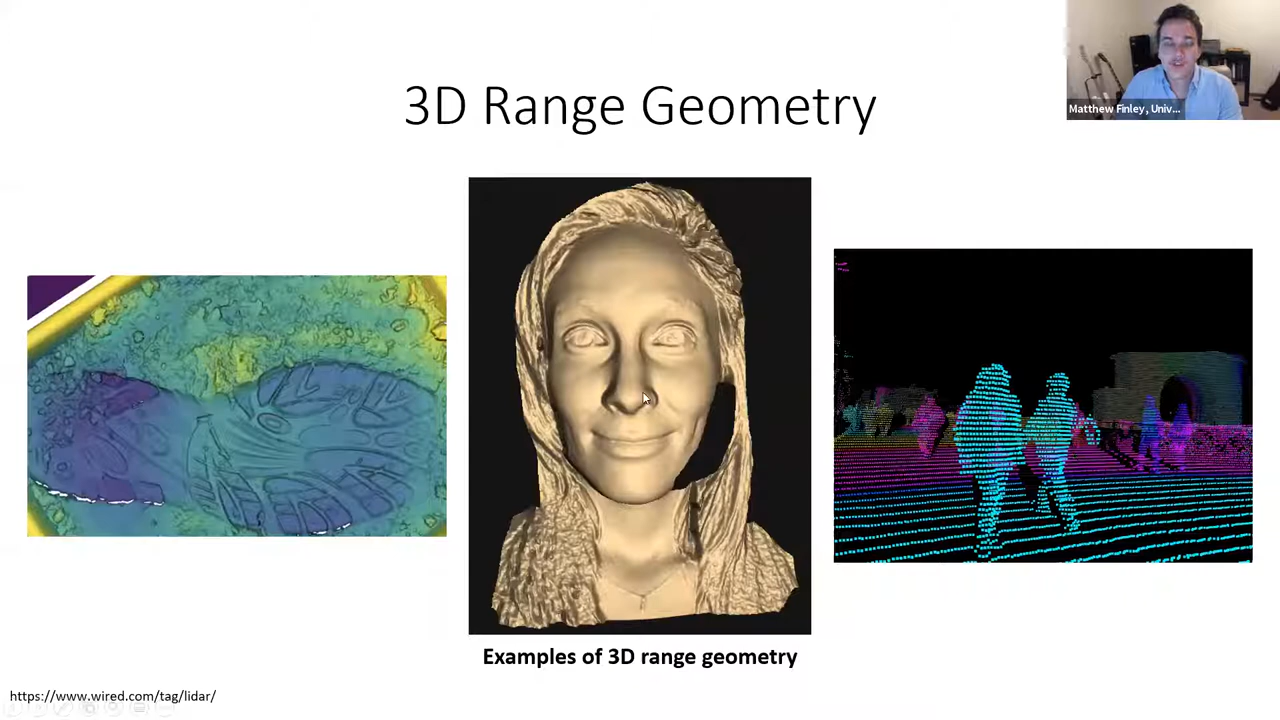 3D Range Geometry
Matthew Finley, Univ...
Examples of 3D range geometry
https://www.wired.com/tag/lidar/